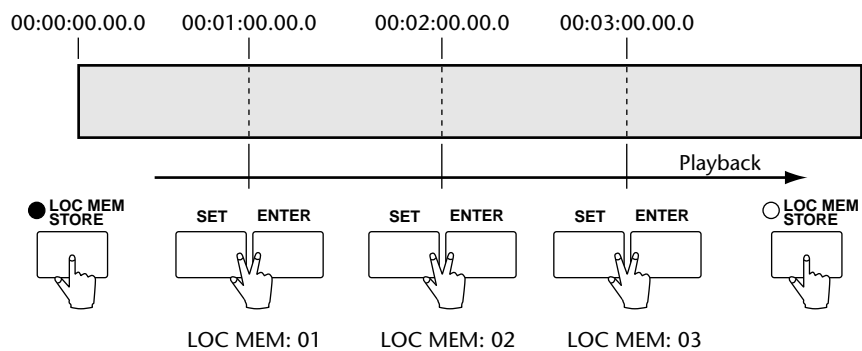 00:00:00.00.0 00:01:00.00.0 00:02:00.00.0 00:03:00.00.0
Playback
LOC MEM
STORE
SET ENTER
SET ENTER
SET ENTER
LOC MEM
STORE
LOC MEM: 01 LOC MEM: 02 LOC MEM: 03